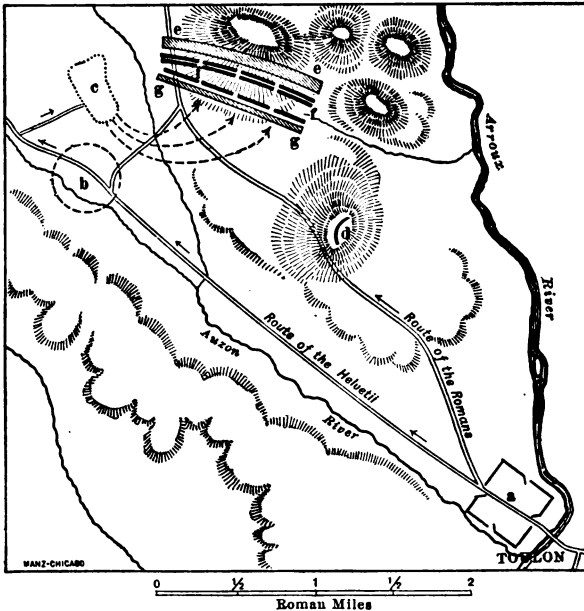 e
c
e
g
f
g
Arroux
b
d
River
Route of the Helvetii
Route of the Romans
Auzon
River
a
TOULON
MANZ-CHICAGO
0 ½ 1 ½ 2
Roman Miles